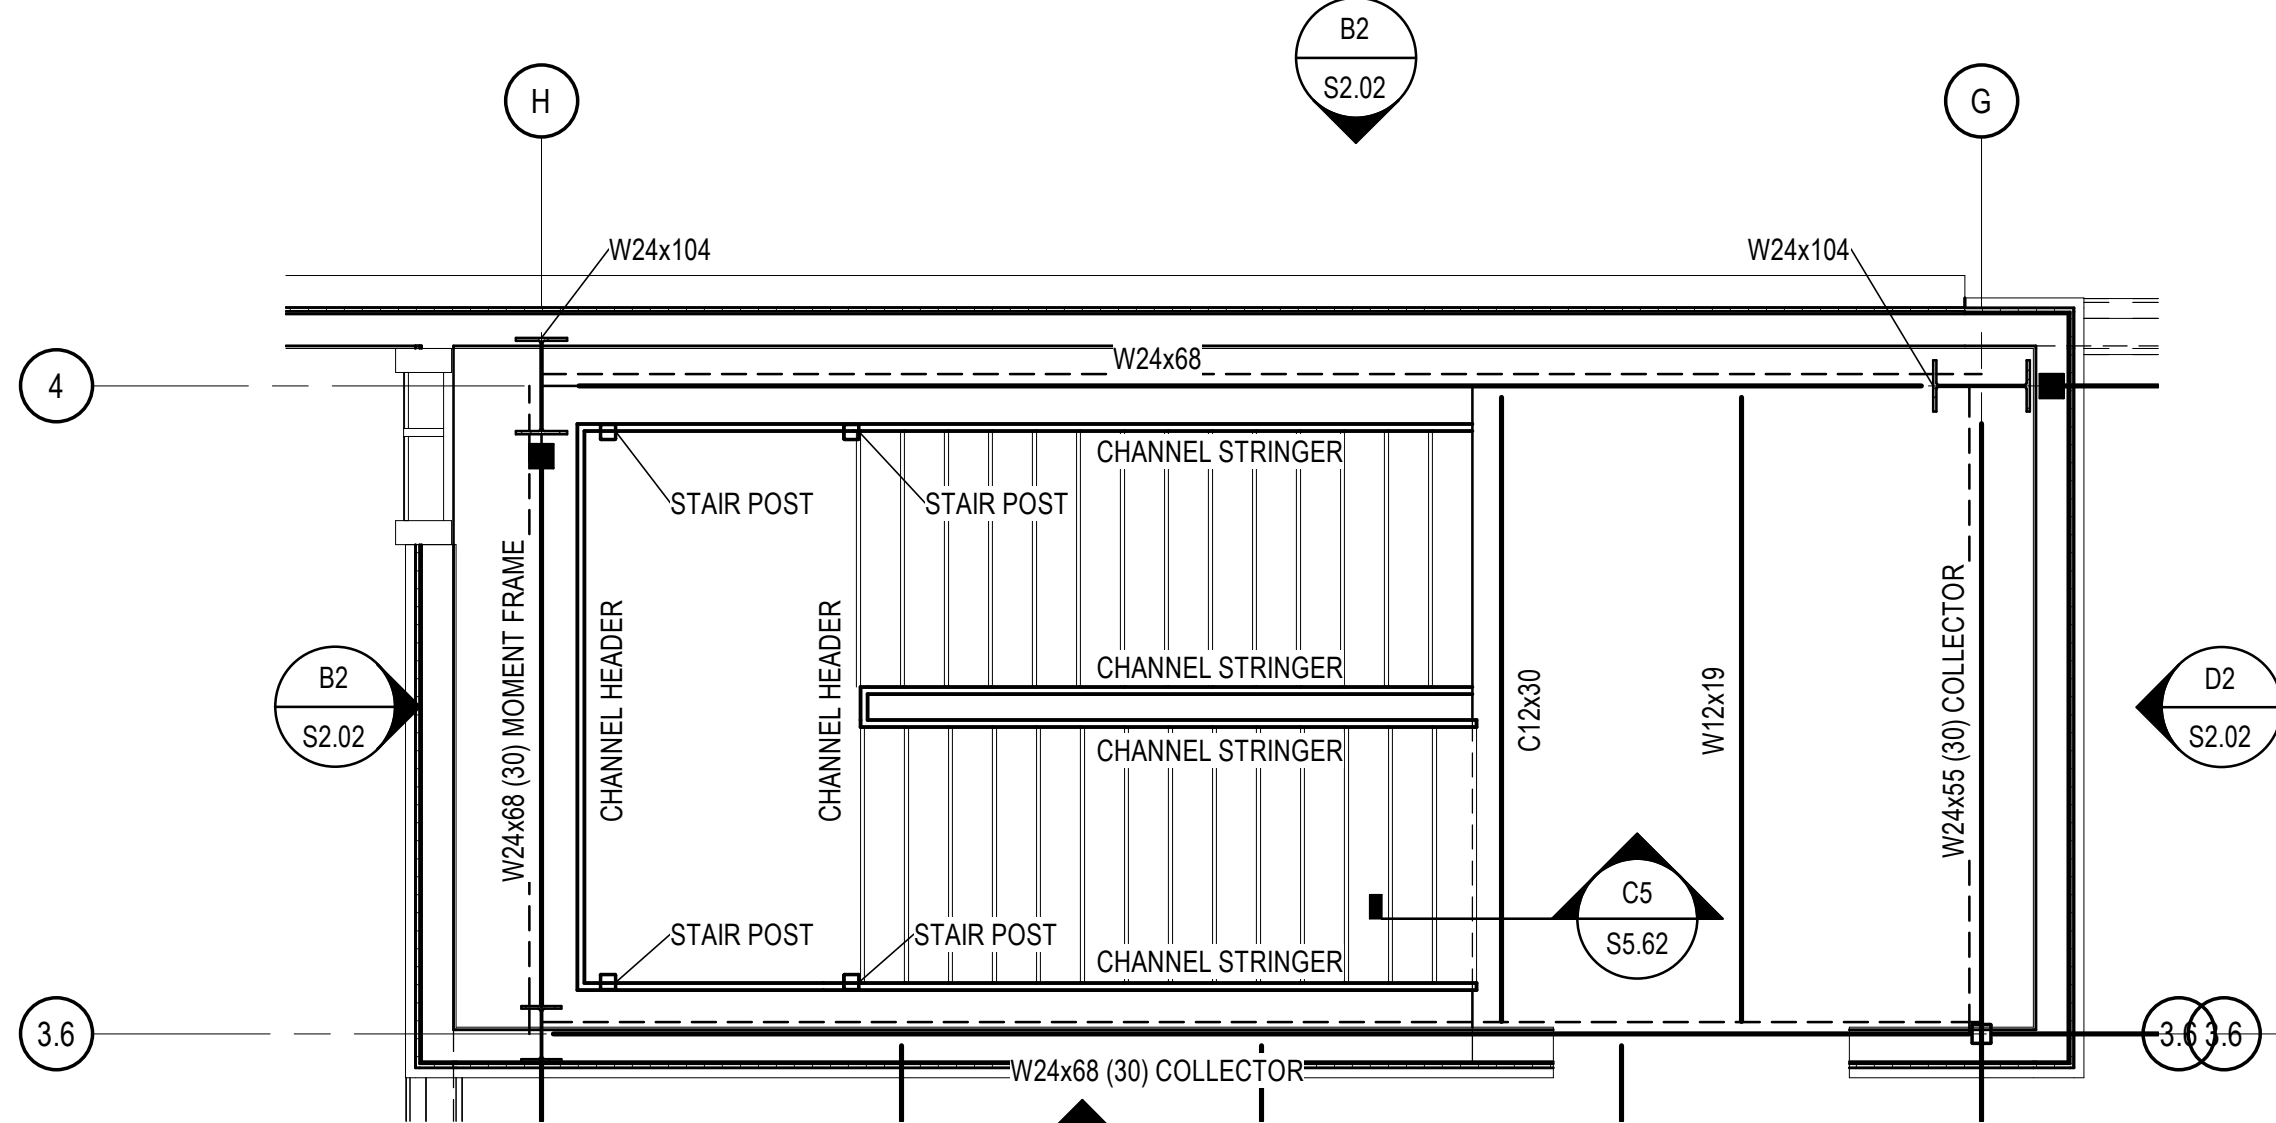 B2
S2.02
H
G
W24x104
W24x104
W24x68
4
CHANNEL STRINGER
STAIR POST
STAIR POST
W24x68 (30) MOMENT FRAME
CHANNEL HEADER
CHANNEL HEADER
CHANNEL STRINGER
C12x30
W12x19
W24x55 (30) COLLECTOR
B2
S2.02
D2
S2.02
CHANNEL STRINGER
C5
S5.62
STAIR POST
STAIR POST
CHANNEL STRINGER
3.6
3.6
3.6
W24x68 (30) COLLECTOR